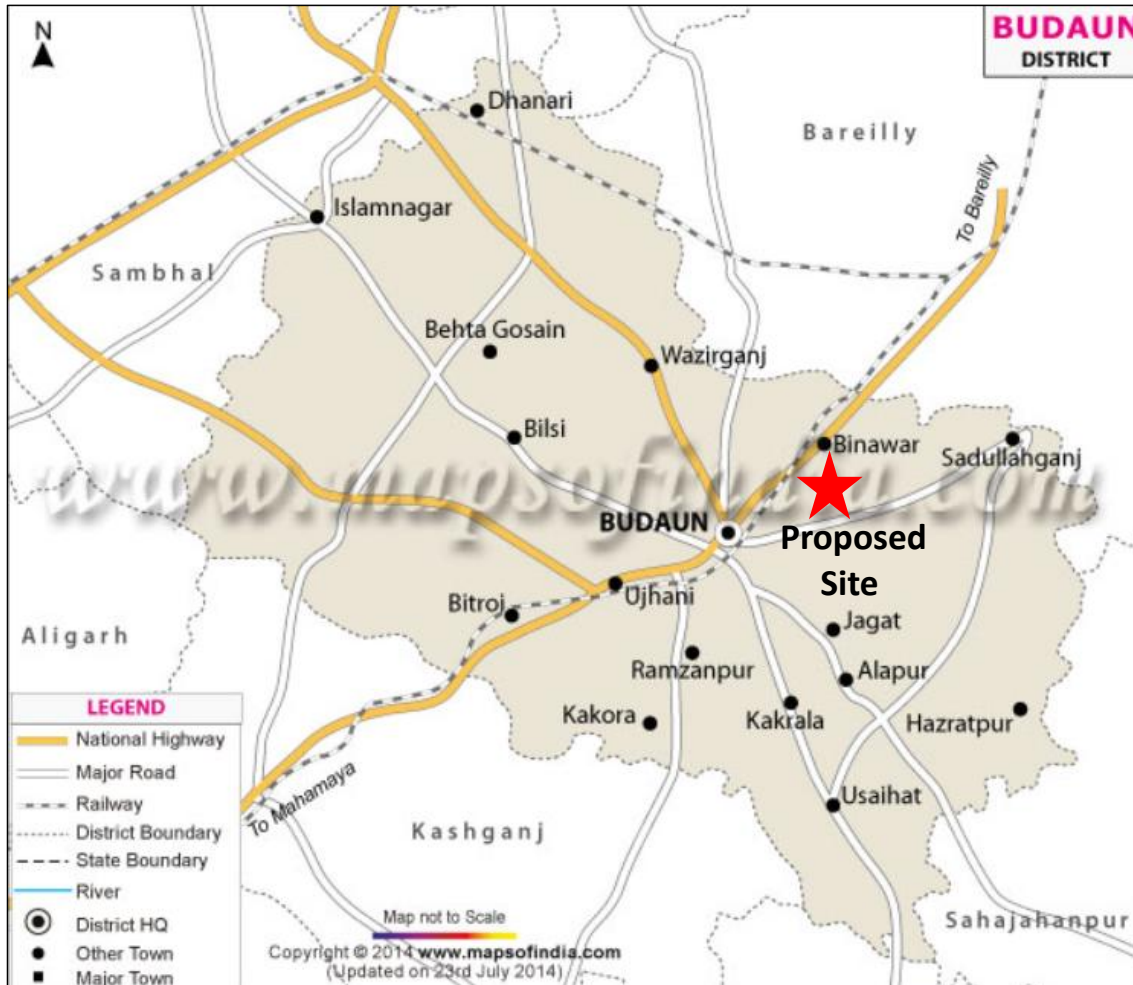 N
BUDAUN
DISTRICT
Dhanari
Bareilly
To Bareilly
Islamnagar
Sambhal
Behta Gosain
Wazirganj
Bilsi
Binawar
Sadullahganj
www.mapsofindia.com
BUDAUN
Proposed
Site
Ujhani
Bitroj
Jagat
Aligarh
Ramzanpur
Alapur
Kakora
Kakrala
Hazratpur
Usaihat
To Mahamaya
Kashganj
Sahajahanpur
LEGEND
National Highway
Major Road
Railway
District Boundary
State Boundary
River
District HQ
Other Town
Major Town
Map not to Scale
Copyright © 2014 www.mapsofindia.com
(Updated on 23rd July 2014)